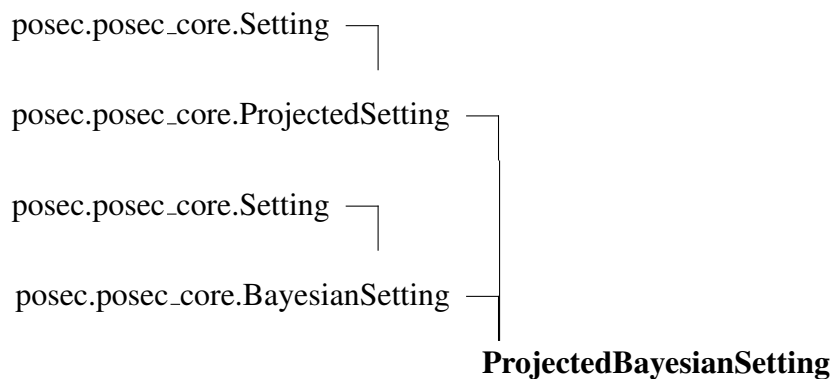 posec.posec_core.Setting
posec.posec_core.ProjectedSetting
posec.posec_core.Setting
posec.posec_core.BayesianSetting
ProjectedBayesianSetting